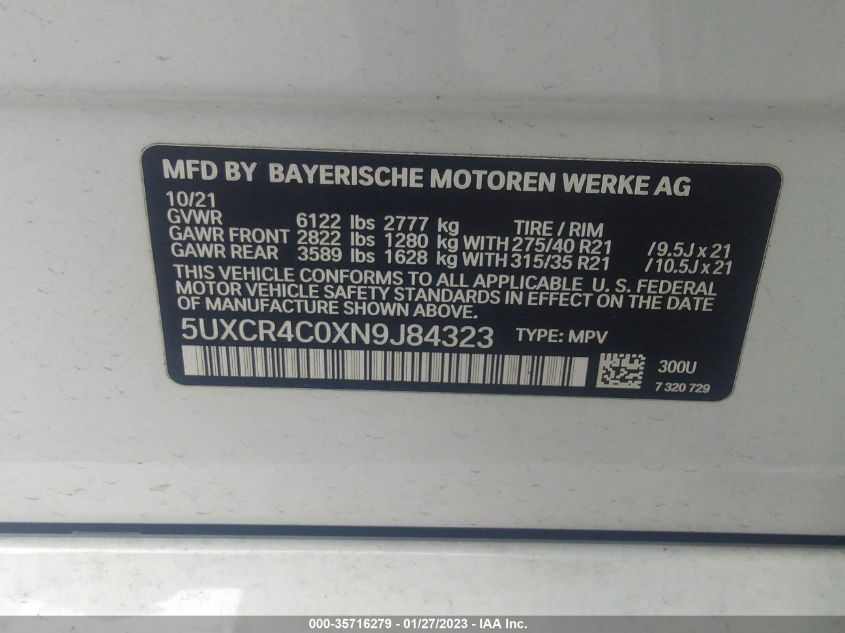 MFD BY BAYERISCHE MOTOREN WERKE AG
10/21
GVWR 6122 lbs 2777 kg TIRE / RIM
GAWR FRONT 2822 lbs 1280 kg WITH 275/40 R21 /9.5J x 21
GAWR REAR 3589 lbs 1628 kg WITH 315/35 R21 /10.5J x 21
THIS VEHICLE CONFORMS TO ALL APPLICABLE U. S. FEDERAL
MOTOR VEHICLE SAFETY STANDARDS IN EFFECT ON THE DATE
OF MANUFACTURE SHOWN ABOVE.
5UXCR4C0XN9J84323 TYPE: MPV
300U
7 320 729
000-35716279 - 01/27/2023 - IAA Inc.